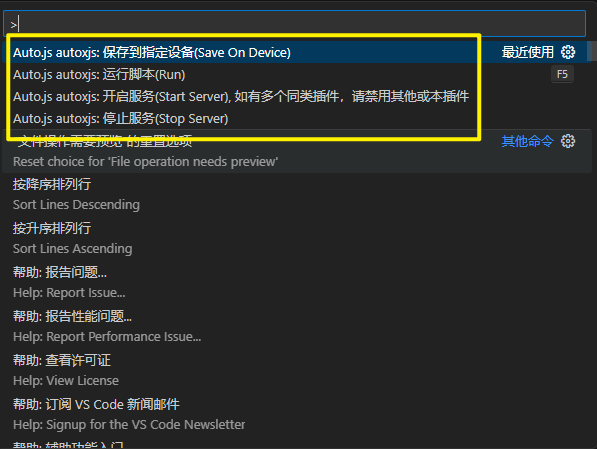 >
Auto.js autoxjs: 保存到指定设备(Save On Device) 最近使用
Auto.js autoxjs: 运行脚本(Run) F5
Auto.js autoxjs: 开启服务(Start Server), 如有多个同类插件，请禁用其他或本插件
Auto.js autoxjs: 停止服务(Stop Server)
"文件操作需要预览"的重置选项 其他命令
Reset choice for 'File operation needs preview'
按降序排列行
Sort Lines Descending
按升序排列行
Sort Lines Ascending
帮助: 报告问题...
Help: Report Issue...
帮助: 报告性能问题...
Help: Report Performance Issue...
帮助: 查看许可证
Help: View License
帮助: 订阅 VS Code 新闻邮件
Help: Signup for the VS Code Newsletter
帮助: 辅助功能入门